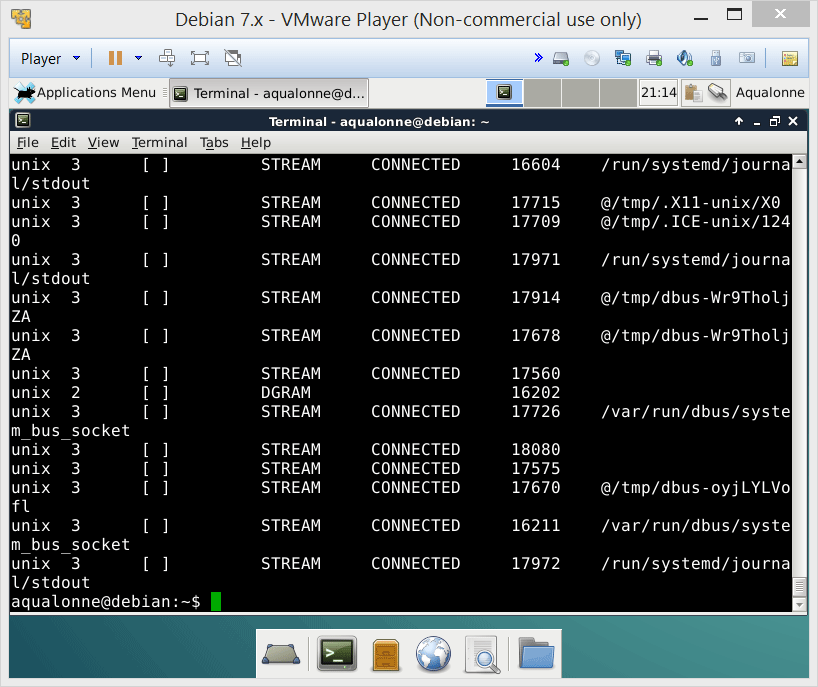 Debian 7.x - VMware Player (Non-commercial use only)
Player
Applications Menu
Terminal - aqualonne@d...
21:14
Aqualonne
Terminal - aqualonne@debian: ~
File Edit View Terminal Tabs Help
unix 3 [ ] STREAM CONNECTED 16604 /run/systemd/journa
l/stdout
unix 3 [ ] STREAM CONNECTED 17715 @/tmp/.X11-unix/X0
unix 3 [ ] STREAM CONNECTED 17709 @/tmp/.ICE-unix/124
0
unix 3 [ ] STREAM CONNECTED 17971 /run/systemd/journa
l/stdout
unix 3 [ ] STREAM CONNECTED 17914 @/tmp/dbus-Wr9Tholj
ZA
unix 3 [ ] STREAM CONNECTED 17678 @/tmp/dbus-Wr9Tholj
ZA
unix 3 [ ] STREAM CONNECTED 17560
unix 2 [ ] DGRAM 16202
unix 3 [ ] STREAM CONNECTED 17726 /var/run/dbus/syste
m_bus_socket
unix 3 [ ] STREAM CONNECTED 18080
unix 3 [ ] STREAM CONNECTED 17575
unix 3 [ ] STREAM CONNECTED 17670 @/tmp/dbus-oyjLYLVo
fl
unix 3 [ ] STREAM CONNECTED 16211 /var/run/dbus/syste
m_bus_socket
unix 3 [ ] STREAM CONNECTED 17972 /run/systemd/journa
l/stdout
aqualonne@debian:~$